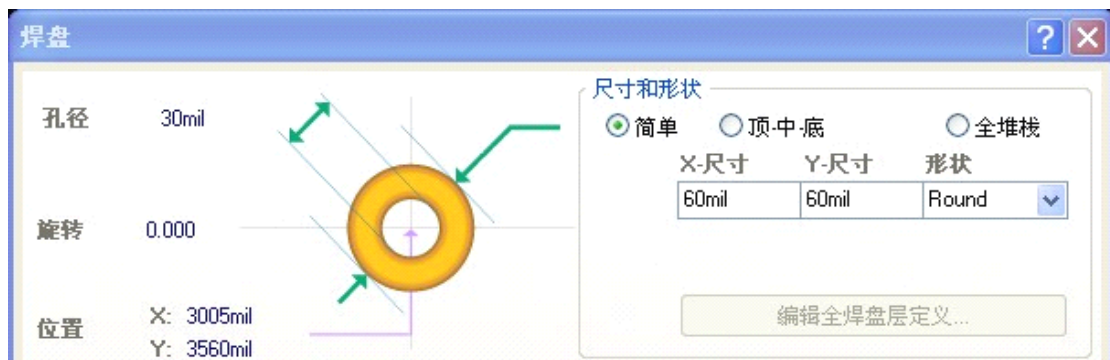 焊盘
?
孔径 30mil
旋转 0.000
位置 X: 3005mil
Y: 3560mil
尺寸和形状
简单 顶-中-底 全堆栈
X-尺寸 Y-尺寸 形状
60mil 60mil Round
编辑全焊盘层定义...